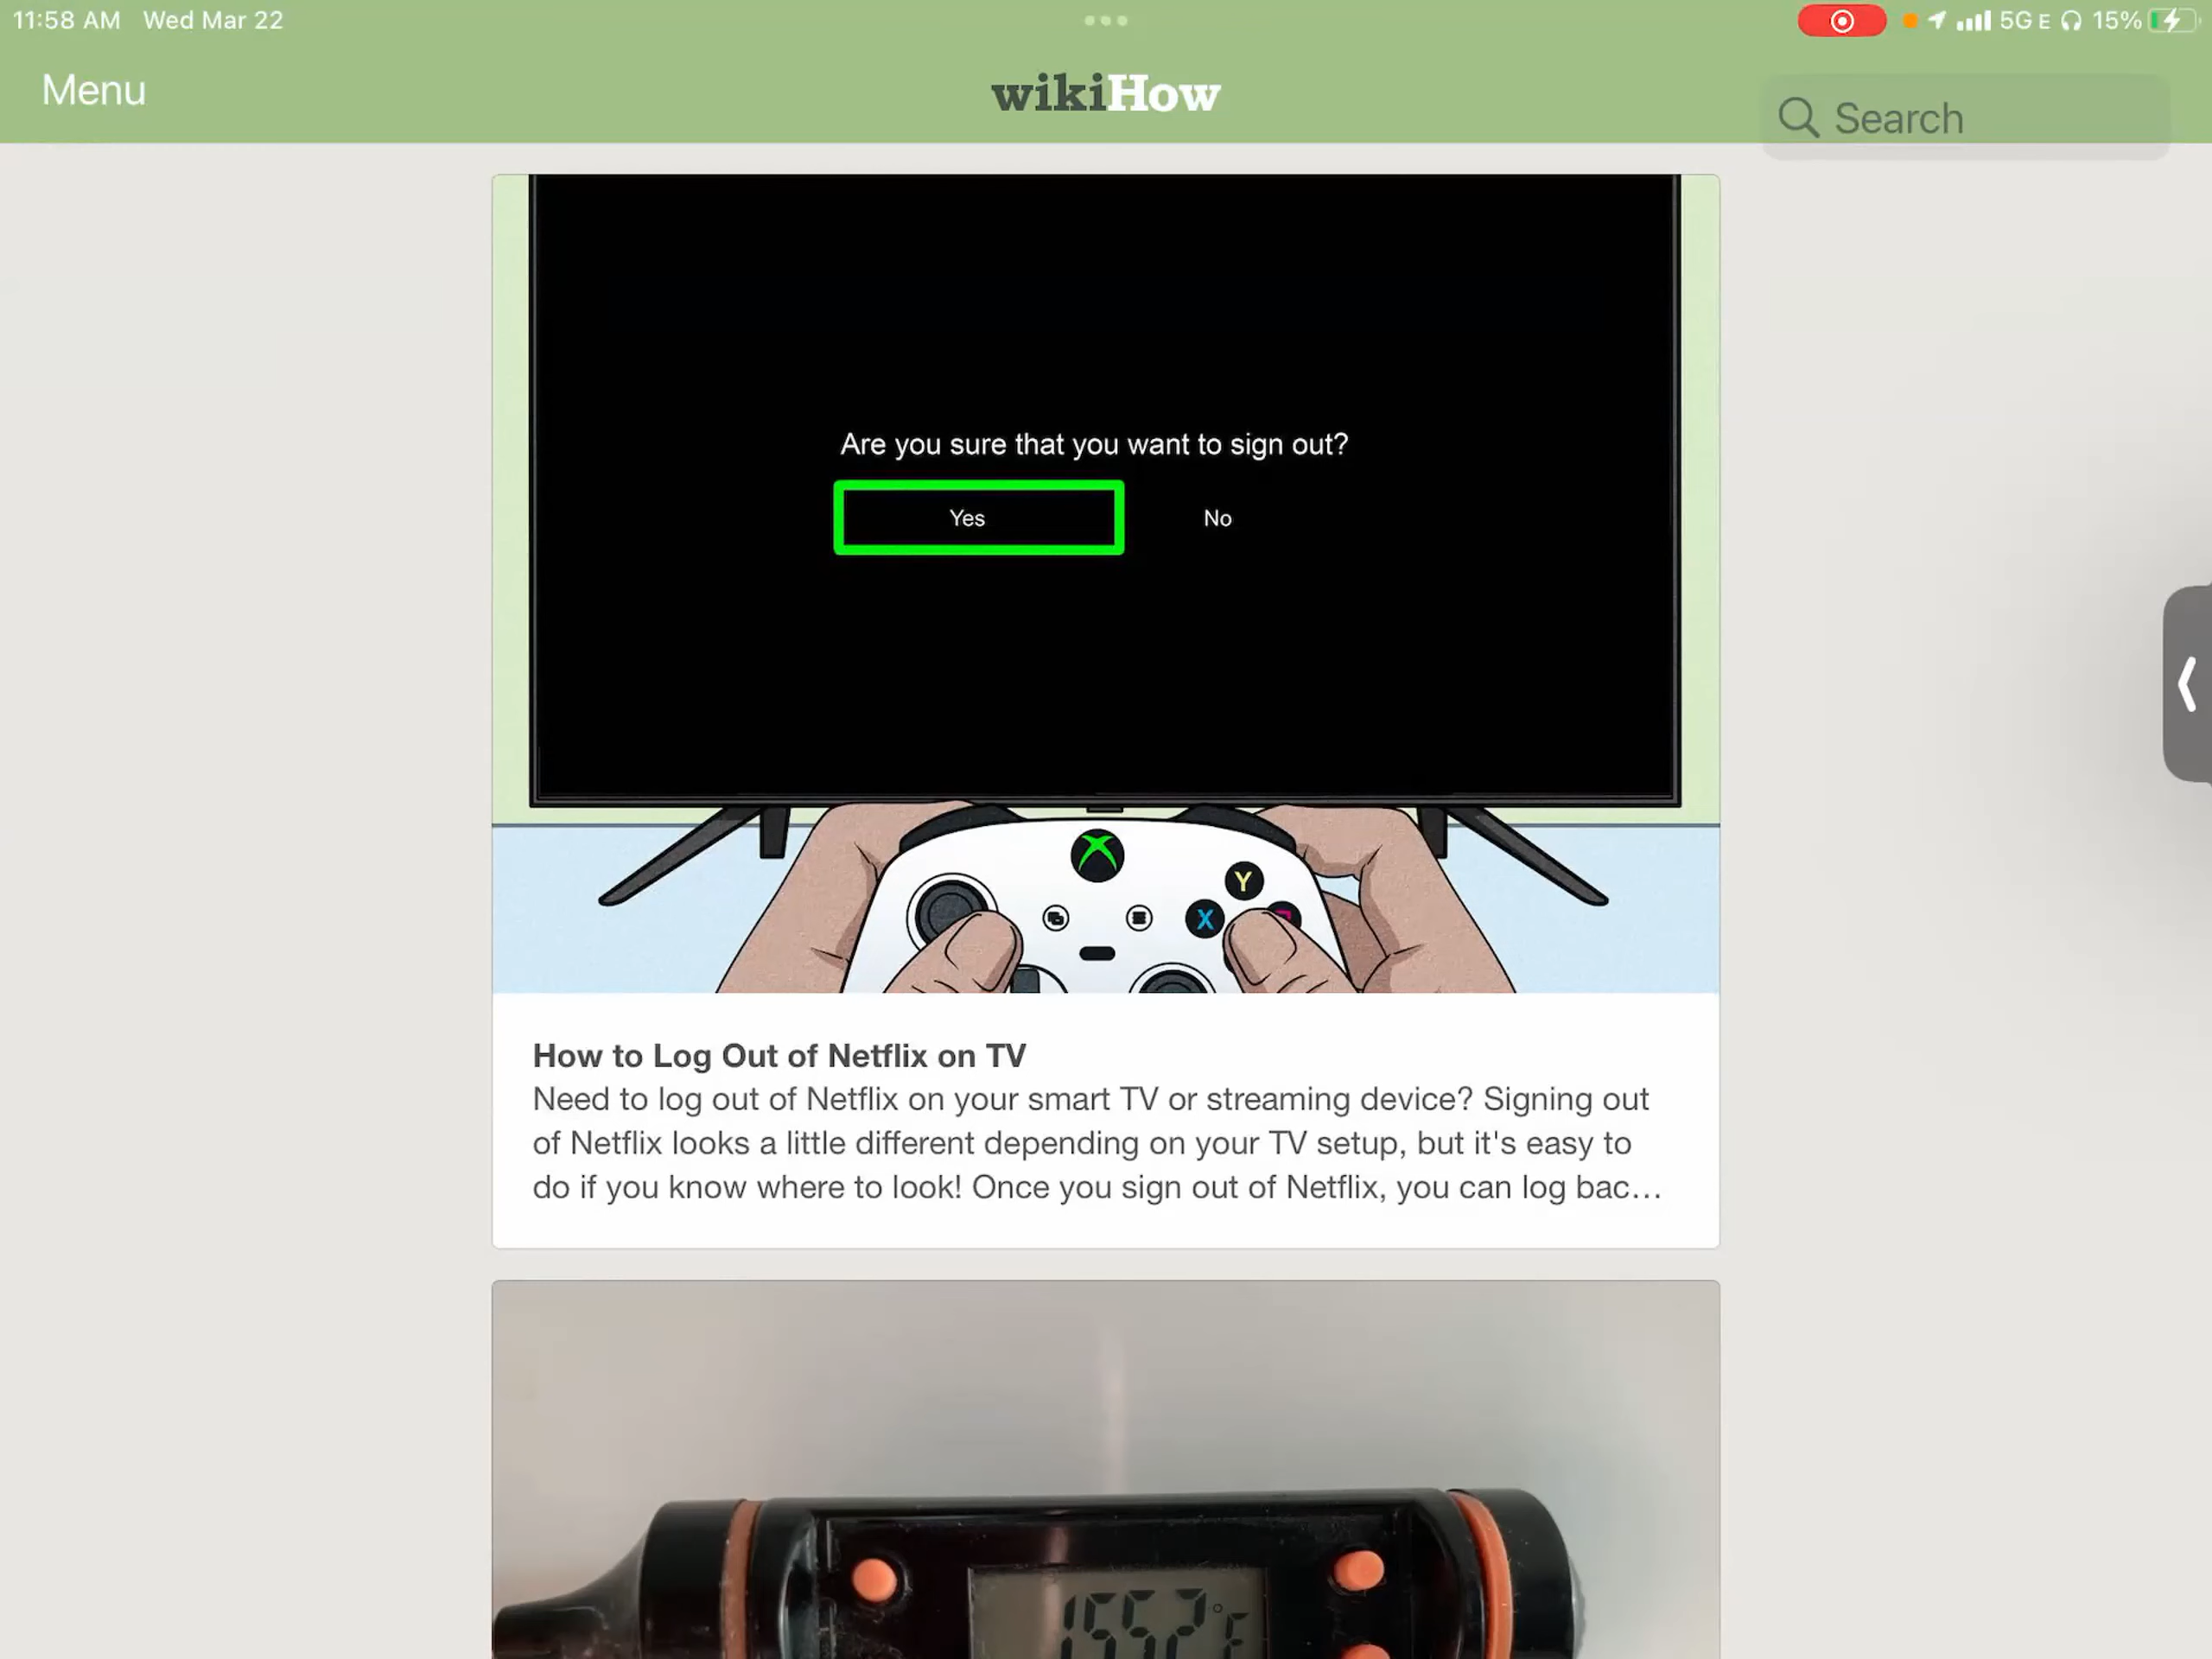 11:58 AM Wed Mar 22
5G E 15%
Menu
wikiHow
Search
Are you sure that you want to sign out?
Yes No
Y
X
How to Log Out of Netflix on TV
Need to log out of Netflix on your smart TV or streaming device? Signing out
of Netflix looks a little different depending on your TV setup, but it's easy to
do if you know where to look! Once you sign out of Netflix, you can log bac…
155.2°F